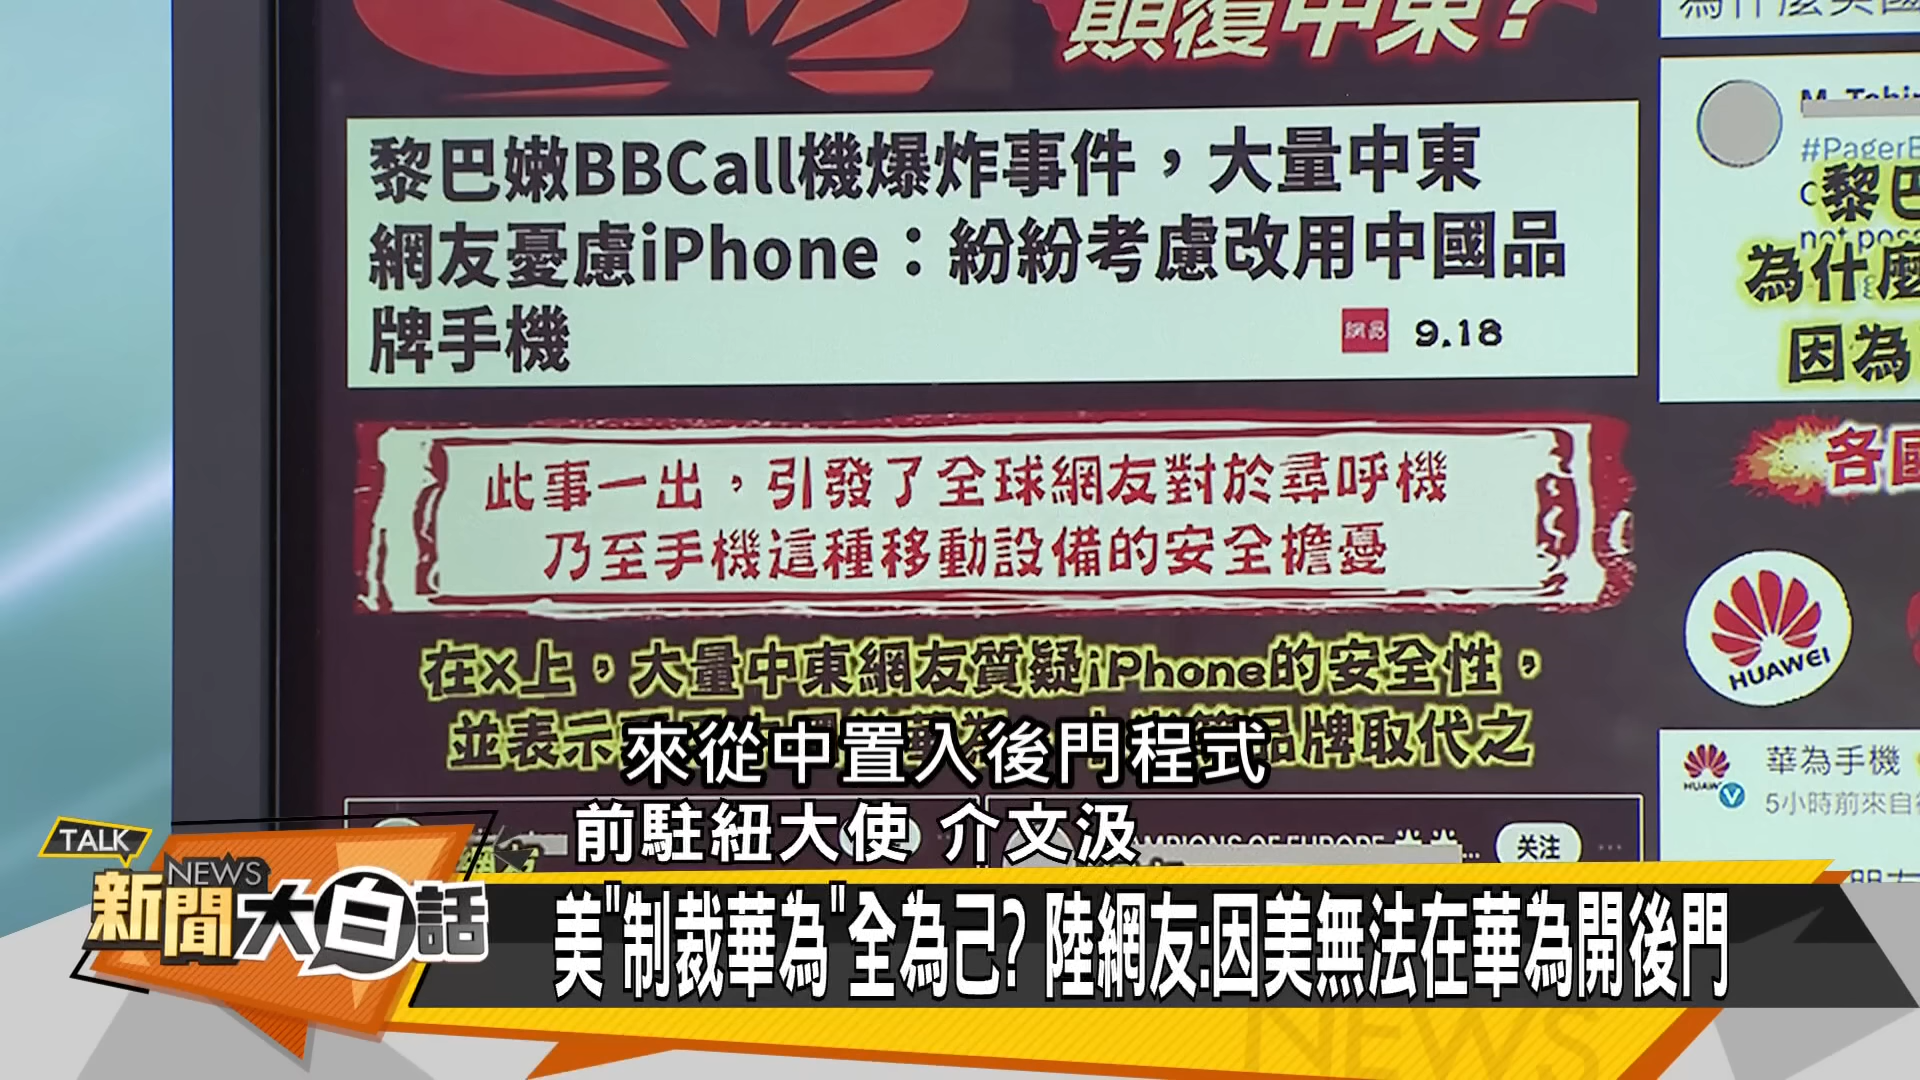 顛覆中東?
黎巴嫩BBCall機爆炸事件，大量中東
網友憂慮iPhone：紛紛考慮改用中國品
牌手機
網易 9.18
此事一出，引發了全球網友對於尋呼機
乃至手機這種移動設備的安全擔憂
在X上，大量中東網友質疑iPhone的安全性，
並表示
品牌取代之
关注
#PagerE
黎巴
not poss
為什麼
因為
各國
HUAWEI
華為手機
5小時前來自
來從中置入後門程式
前駐紐大使 介文汲
TALK
NEWS
新聞大白話
美"制裁華為"全為己? 陸網友:因美無法在華為開後門
NEWS